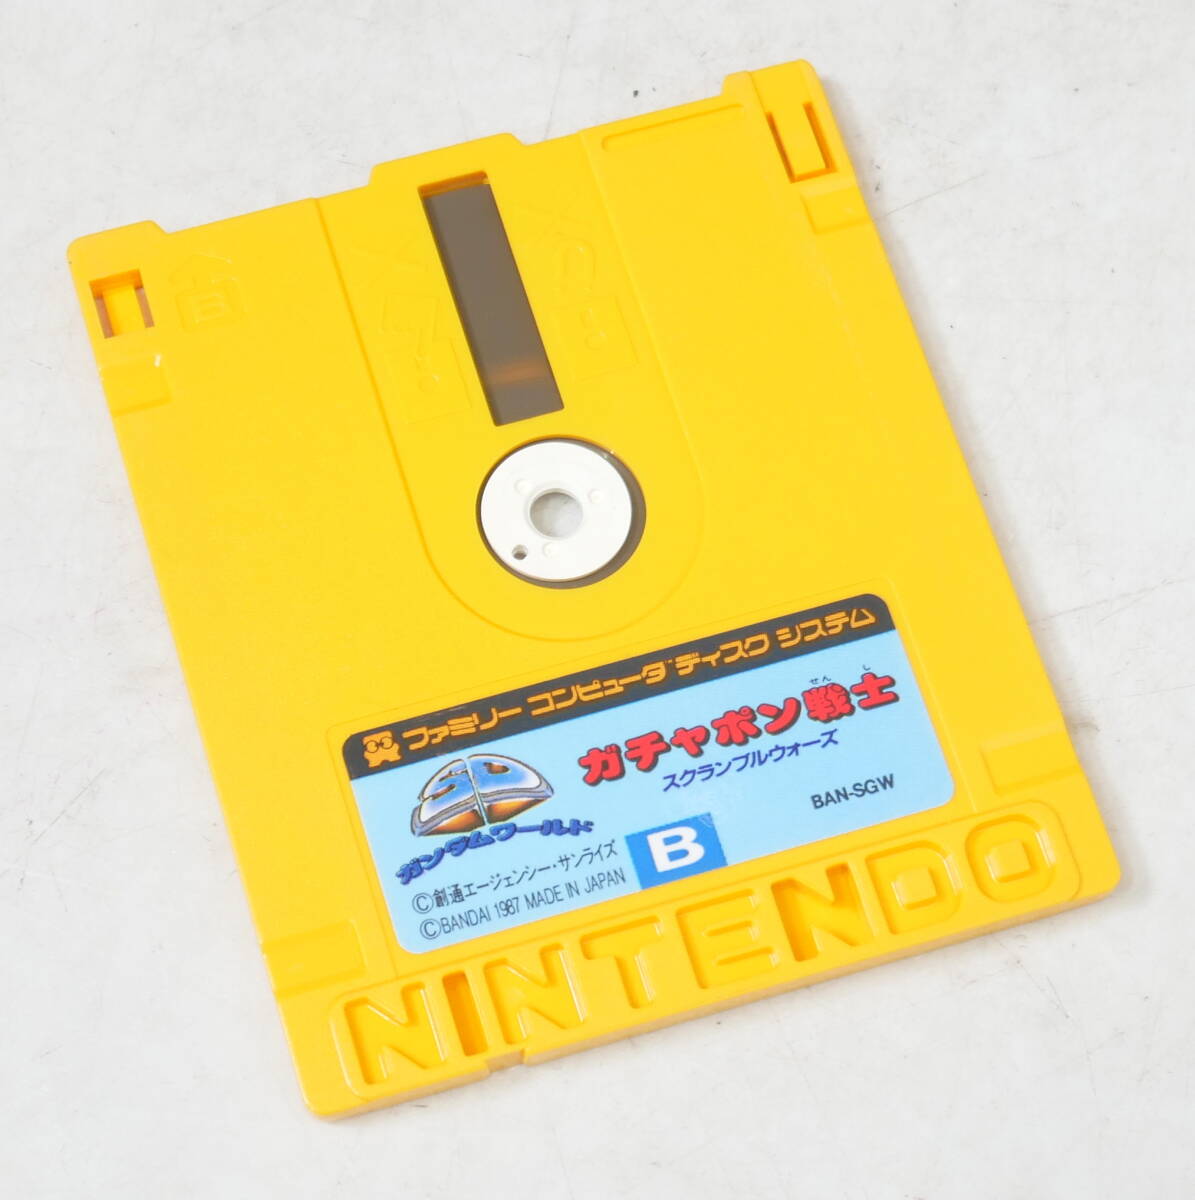 ファミリー コンピュータ ディスク システム
SD
ガンダムワールド
せん し
ガチャポン戦士
スクランブルウォーズ
BAN-SGW
Ⓒ創通エージェンシー・サンライズ
ⒸBANDAI 1987 MADE IN JAPAN
B
NINTENDO